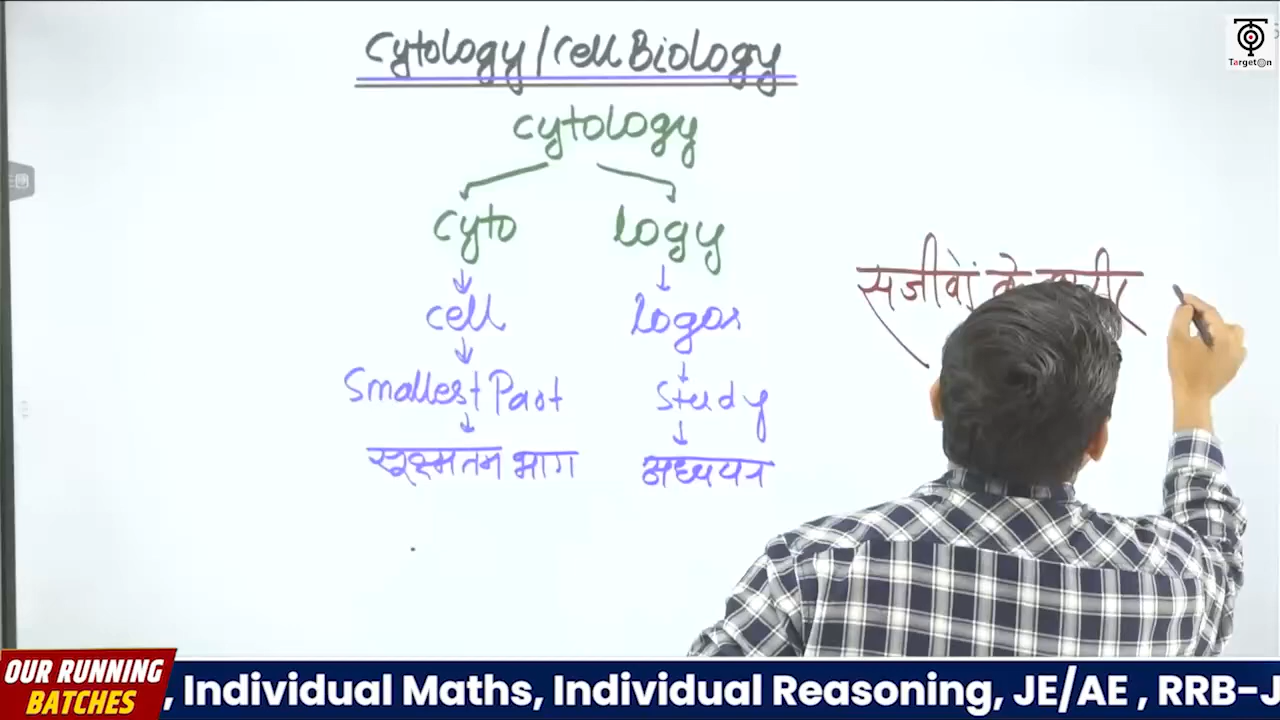 Cytology/Cell Biology
cytology
cyto logy
cell logos
Smallest Part study
सूक्ष्मतम भाग अध्ययन
सजीवों के
TargetOn
OUR RUNNING
BATCHES
, Individual Maths, Individual Reasoning, JE/AE , RRB-J